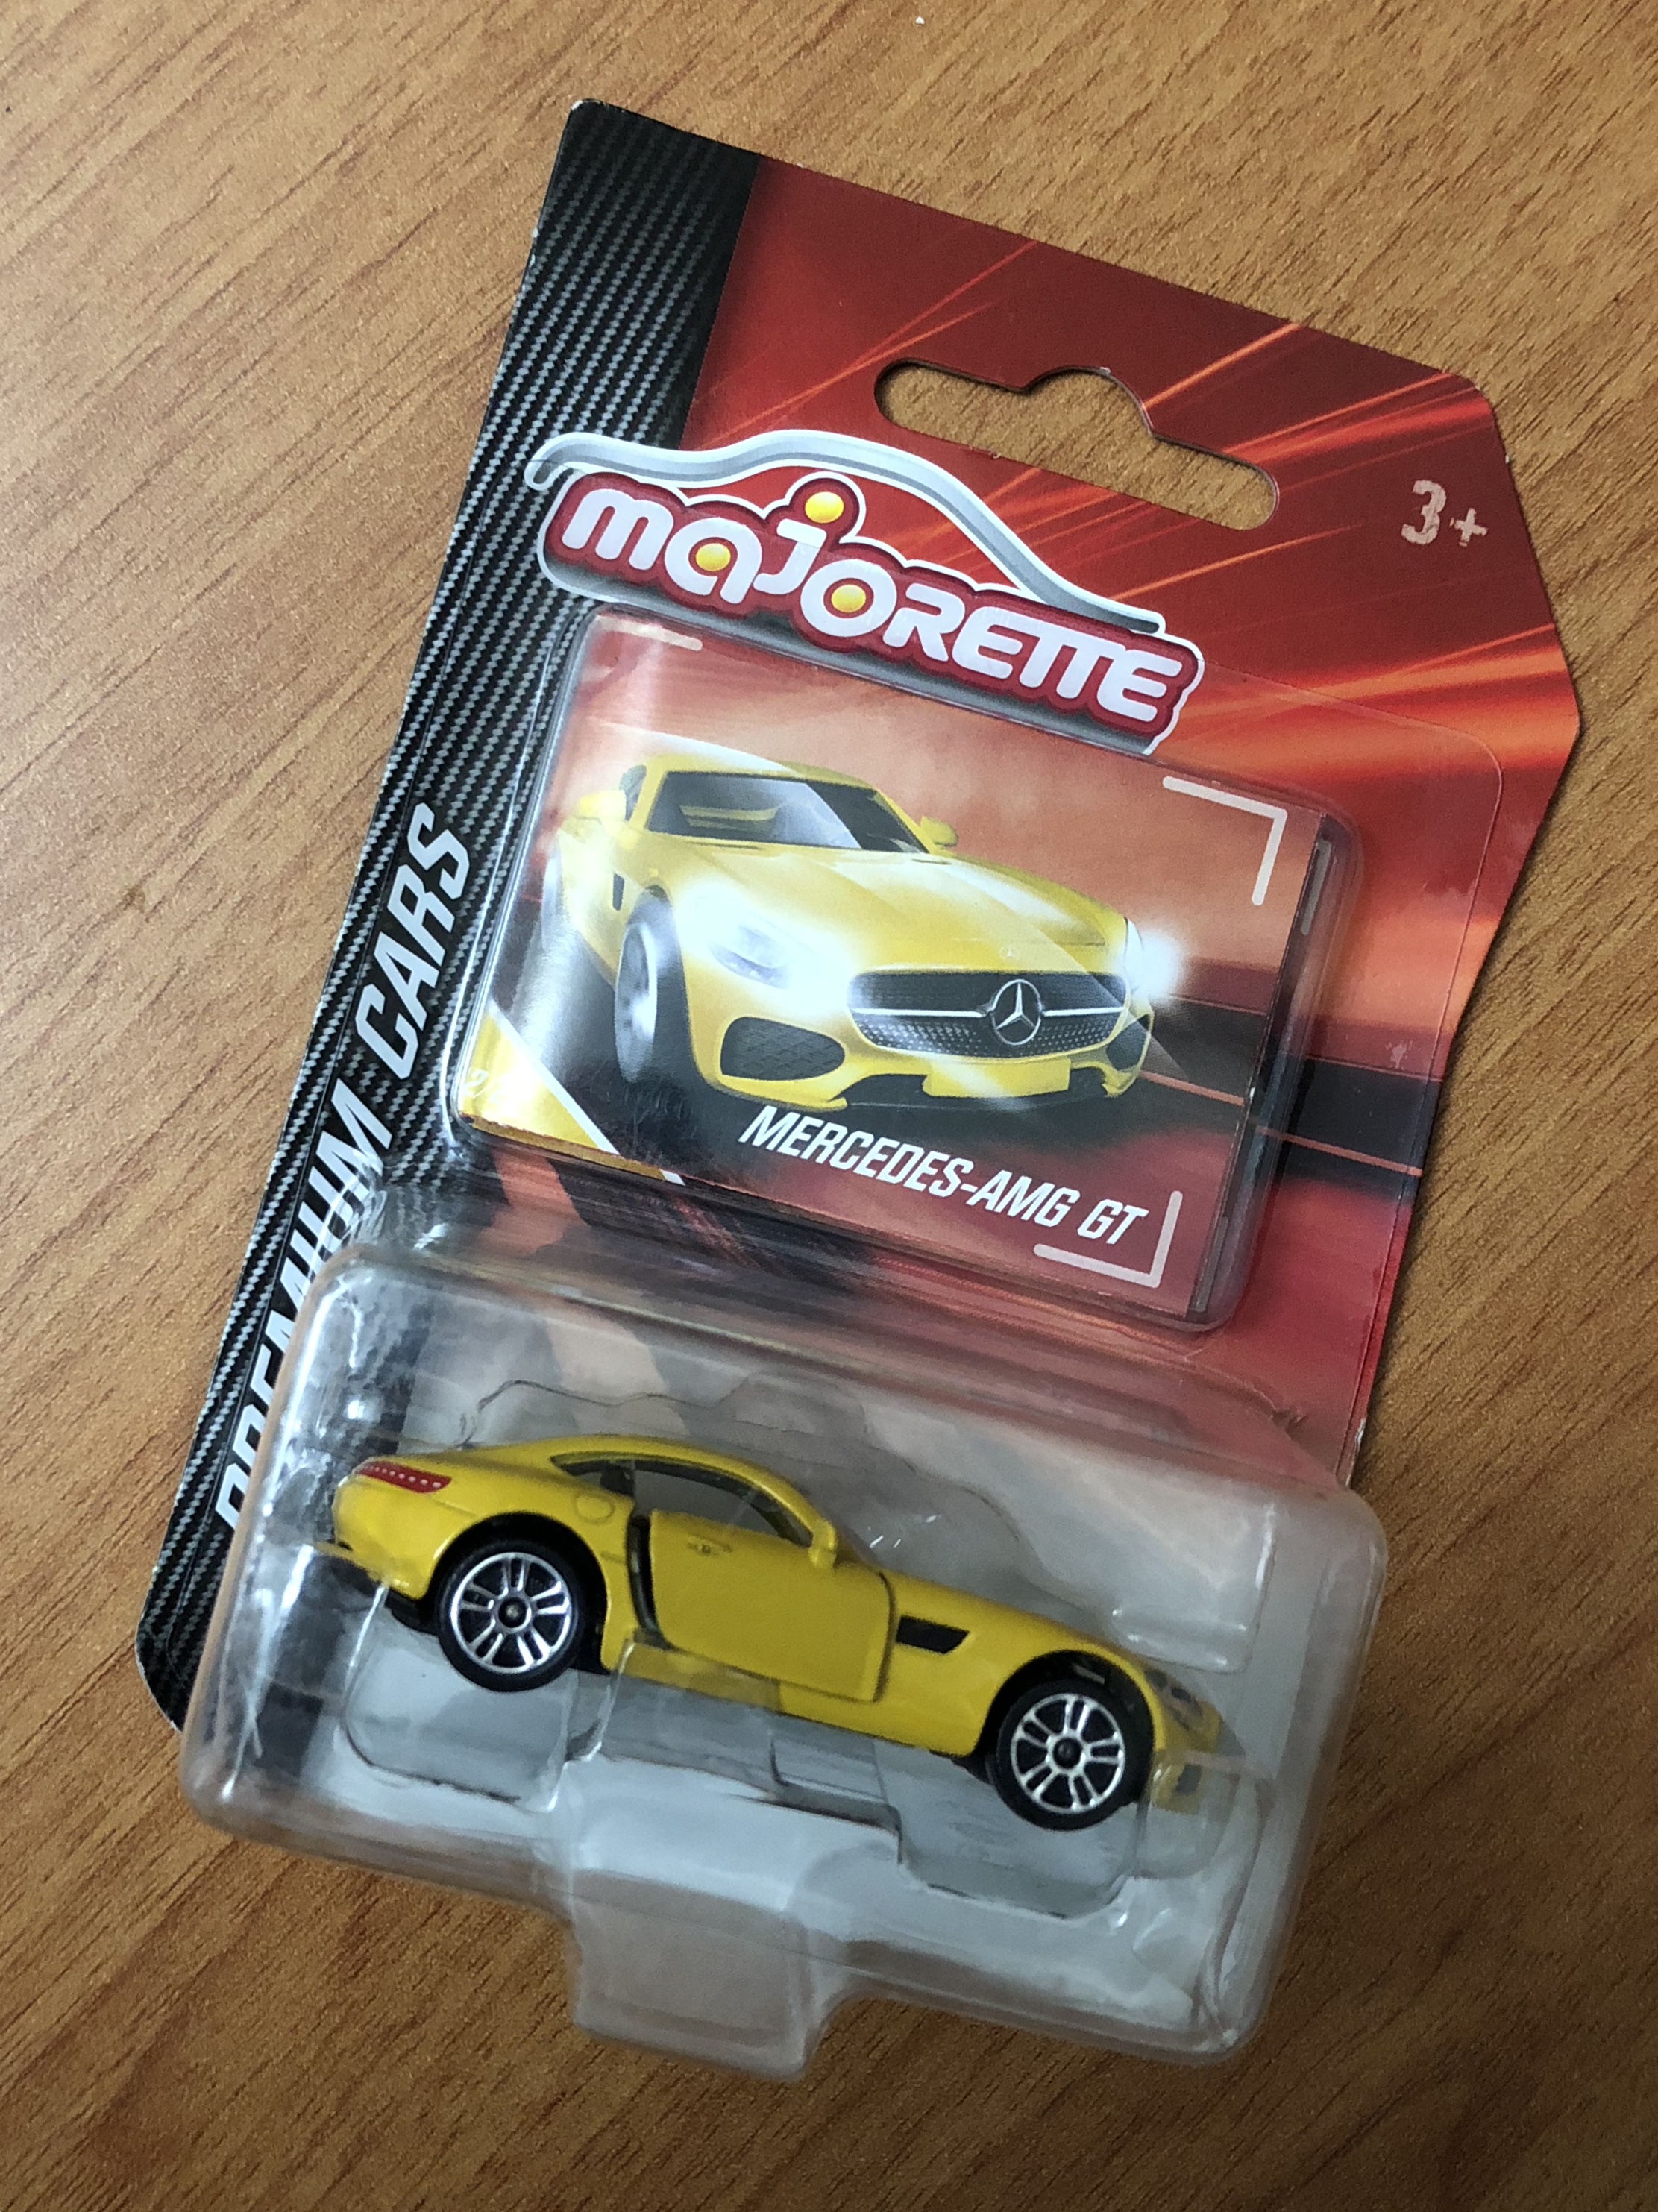 3+
majORETTE
MERCEDES-AMG GT
PREMIUM CARS